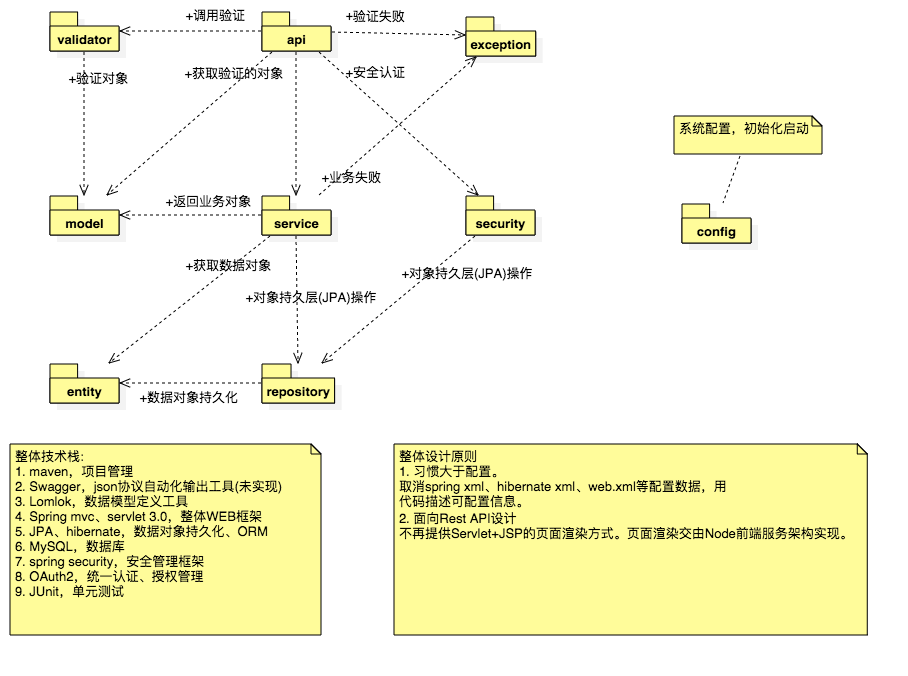 +调用验证
+验证失败
validator
api
exception
+验证对象
+获取验证的对象
+安全认证
系统配置，初始化启动
+业务失败
+返回业务对象
model
service
security
config
+获取数据对象
+对象持久层(JPA)操作
+对象持久层(JPA)操作
entity
repository
+数据对象持久化
整体技术栈:
1. maven，项目管理
2. Swagger，json协议自动化输出工具(未实现)
3. Lomlok，数据模型定义工具
4. Spring mvc、servlet 3.0，整体WEB框架
5. JPA、hibernate，数据对象持久化、ORM
6. MySQL，数据库
7. spring security，安全管理框架
8. OAuth2，统一认证、授权管理
9. JUnit，单元测试
整体设计原则
1. 习惯大于配置。
取消spring xml、hibernate xml、web.xml等配置数据，用
代码描述可配置信息。
2. 面向Rest API设计
不再提供Servlet+JSP的页面渲染方式。页面渲染交由Node前端服务架构实现。